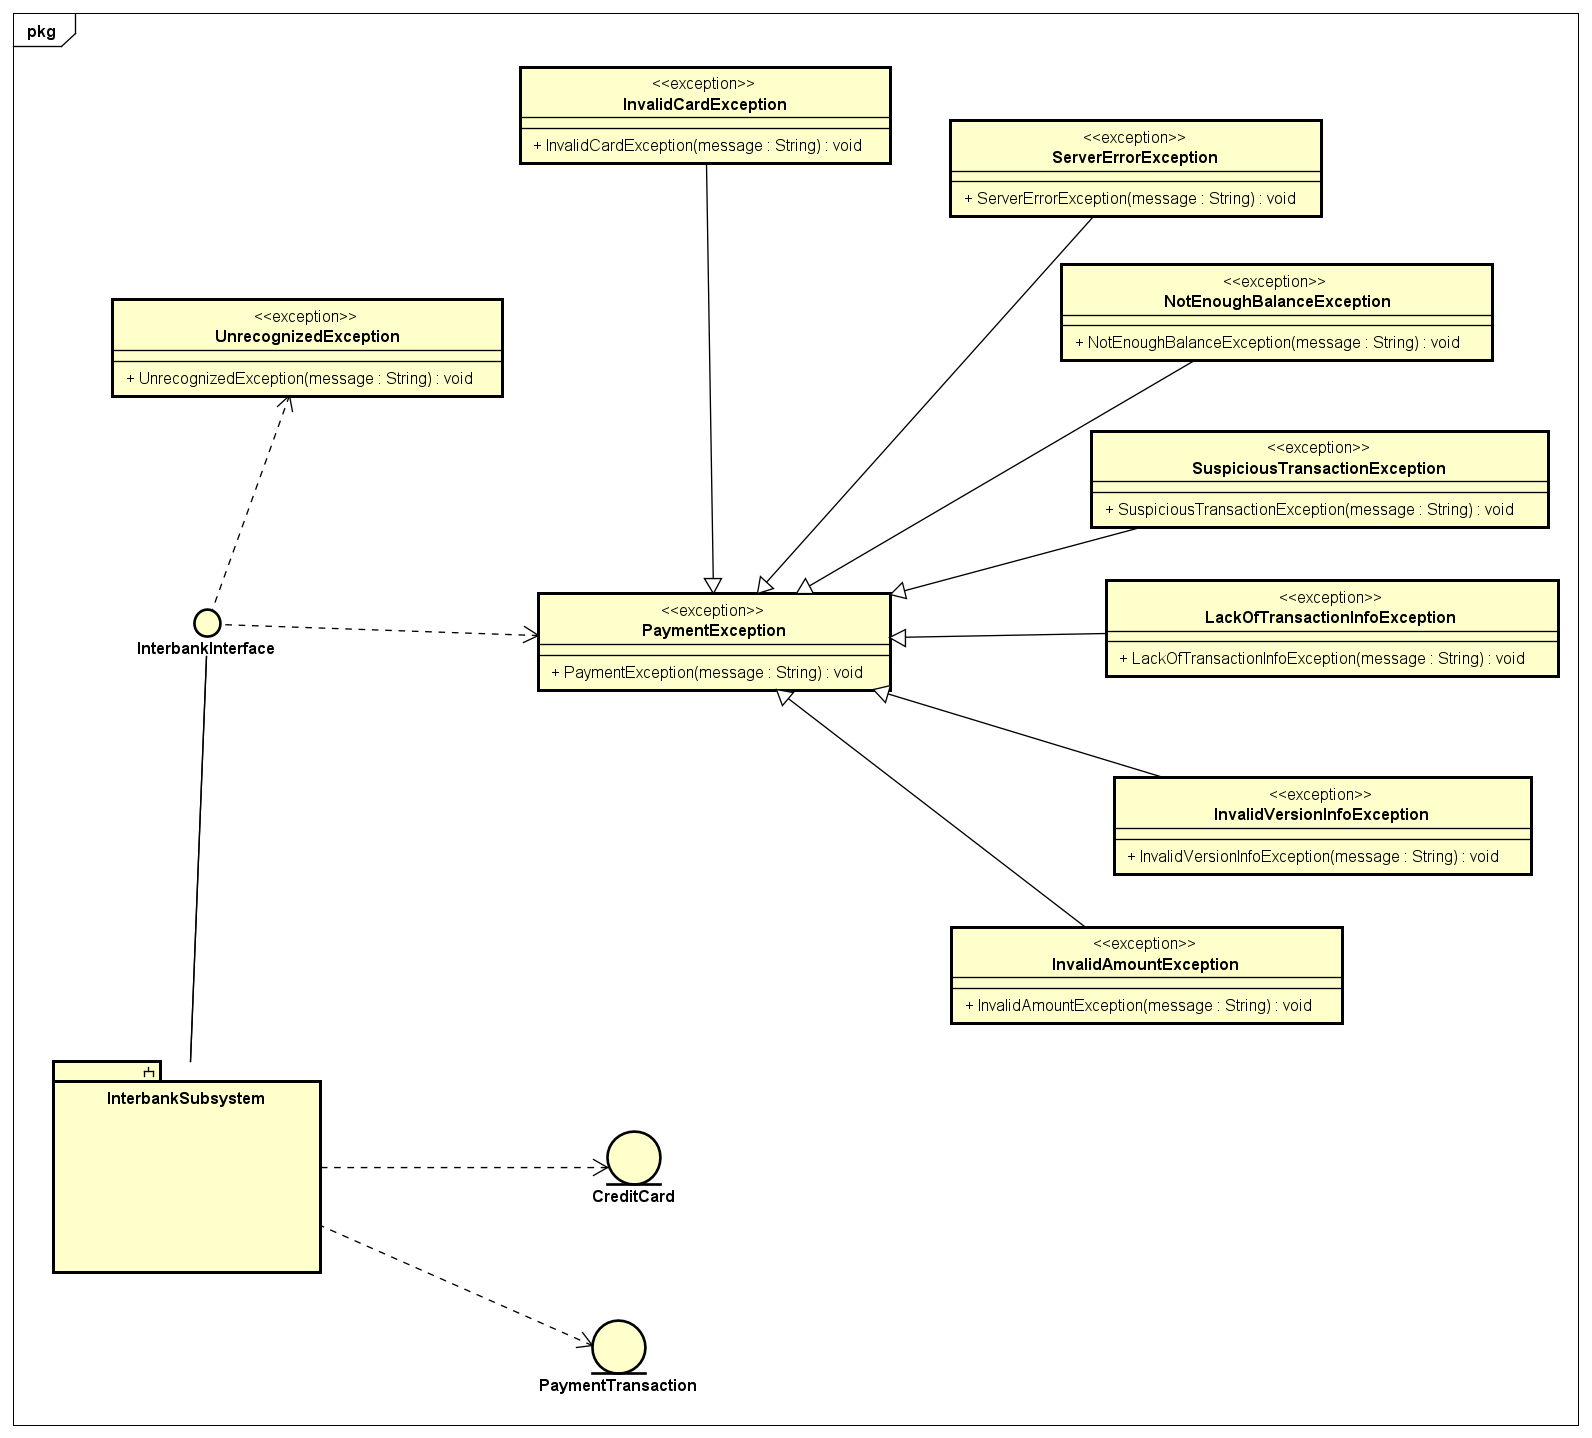 pkg
<<exception>>
InvalidCardException
+ InvalidCardException(message : String) : void
<<exception>>
ServerErrorException
+ ServerErrorException(message : String) : void
<<exception>>
NotEnoughBalanceException
+ NotEnoughBalanceException(message : String) : void
<<exception>>
UnrecognizedException
+ UnrecognizedException(message : String) : void
<<exception>>
SuspiciousTransactionException
+ SuspiciousTransactionException(message : String) : void
<<exception>>
PaymentException
+ PaymentException(message : String) : void
<<exception>>
LackOfTransactionInfoException
+ LackOfTransactionInfoException(message : String) : void
InterbankInterface
<<exception>>
InvalidVersionInfoException
+ InvalidVersionInfoException(message : String) : void
<<exception>>
InvalidAmountException
+ InvalidAmountException(message : String) : void
InterbankSubsystem
CreditCard
PaymentTransaction